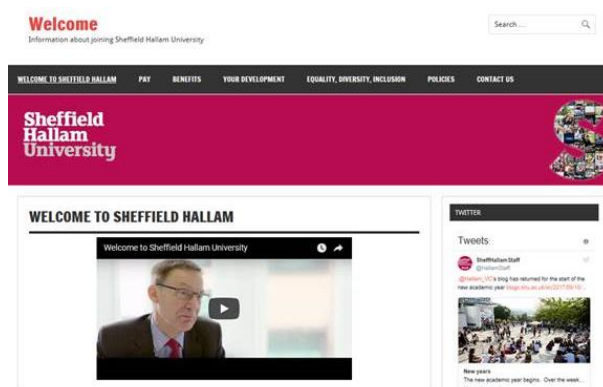 Welcome
Information about joining Sheffield Hallam University
Search ...
WELCOME TO SHEFFIELD HALLAM PAY BENEFITS YOUR DEVELOPMENT EQUALITY, DIVERSITY, INCLUSION POLICIES CONTACT US
Sheffield
Hallam
University
WELCOME TO SHEFFIELD HALLAM
Welcome to Sheffield Hallam University
TWITTER
Tweets
SheffHallam Staff
@HallamStaff
.@Hallam_VC's blog has returned for the start of the
new academic year
New years
The new academic year begins. Over the week...